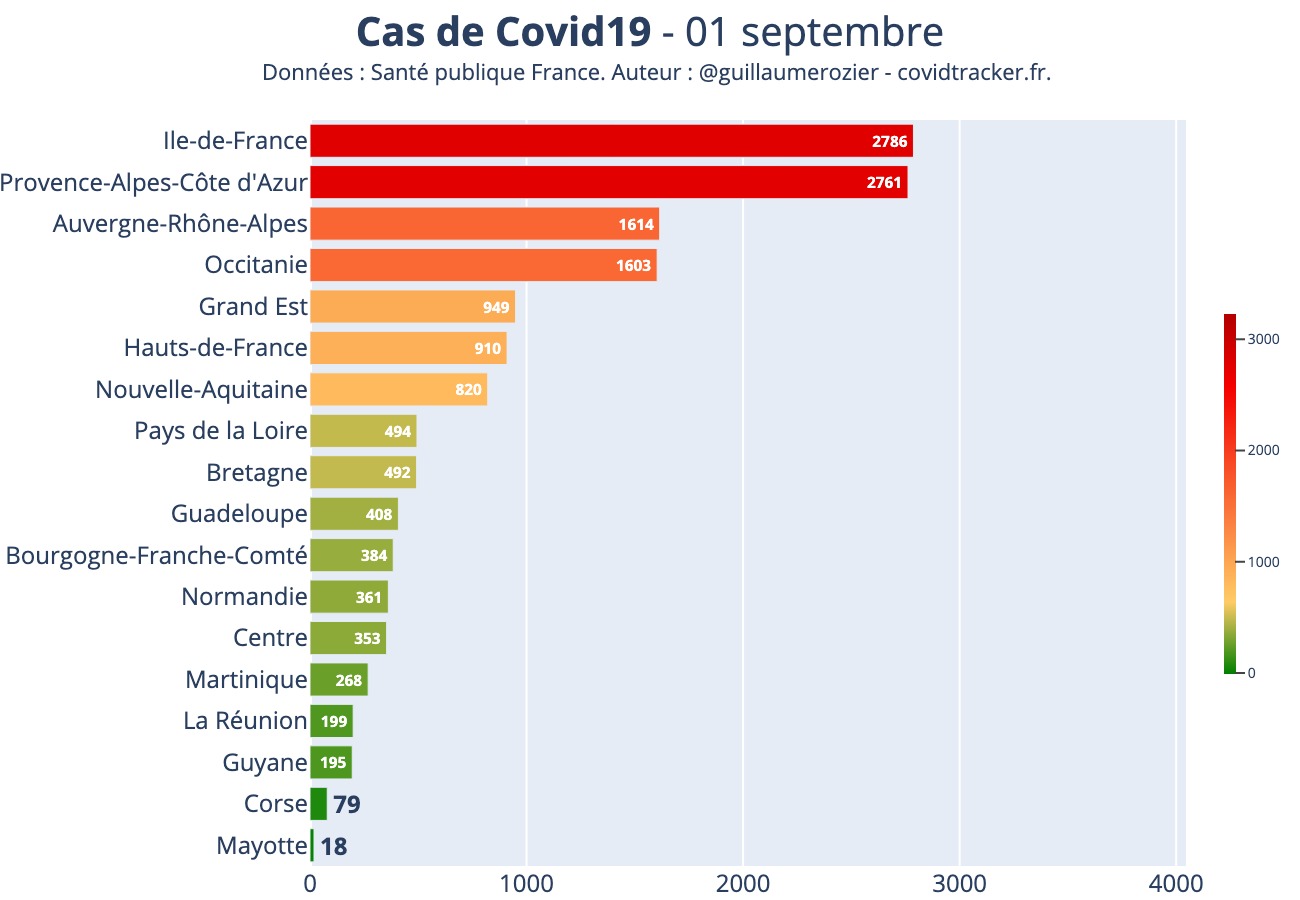 Cas de Covid19 - 01 septembre
Données : Santé publique France. Auteur : @guillaumerozier - covidtracker.fr.
Ile-de-France 2786
Provence-Alpes-Côte d'Azur 2761
Auvergne-Rhône-Alpes 1614
Occitanie 1603
Grand Est 949
Hauts-de-France 910
Nouvelle-Aquitaine 820
Pays de la Loire 494
Bretagne 492
Guadeloupe 408
Bourgogne-Franche-Comté 384
Normandie 361
Centre 353
Martinique 268
La Réunion 199
Guyane 195
Corse 79
Mayotte 18
0 1000 2000 3000 4000
3000
2000
1000
0